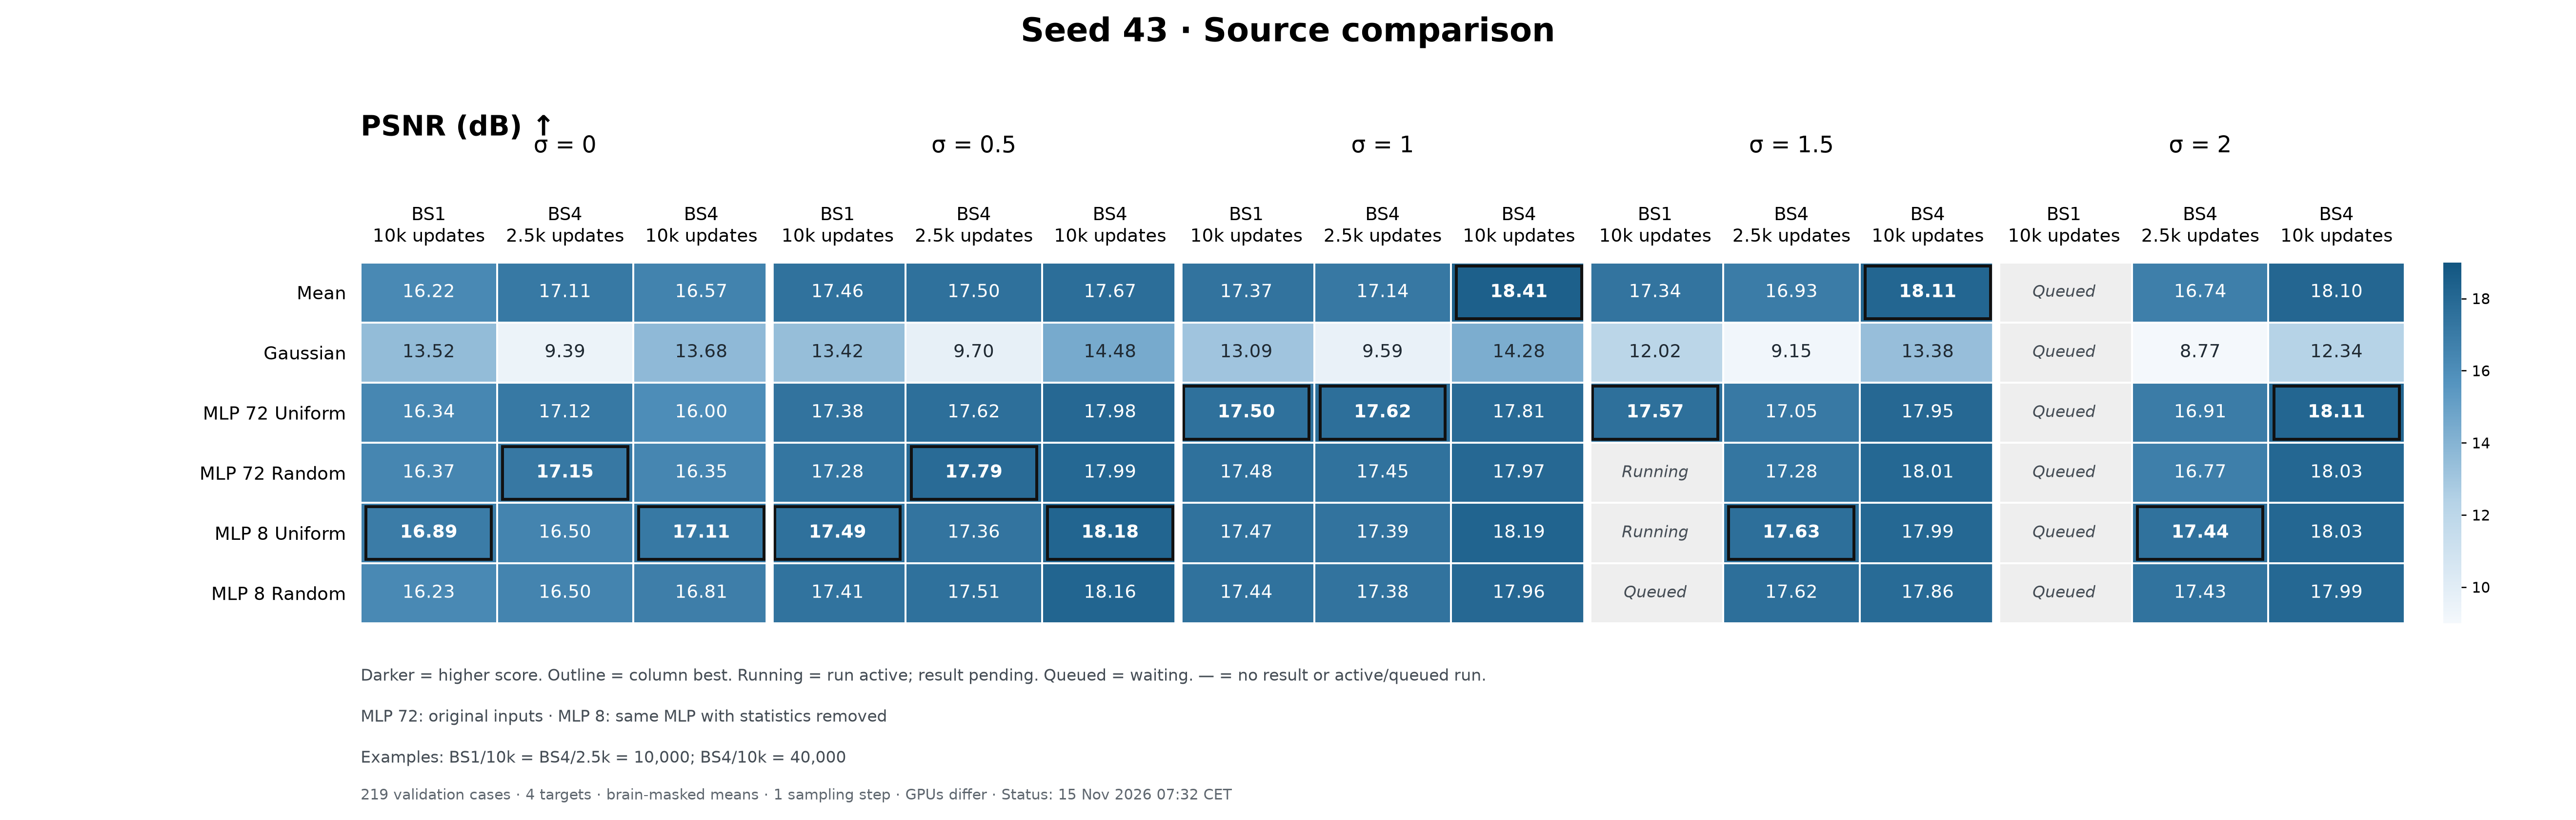 Seed 43 · Source comparison
PSNR (dB) ↑
σ = 0 σ = 0.5 σ = 1 σ = 1.5 σ = 2
BS1 BS4 BS4 BS1 BS4 BS4 BS1 BS4 BS4 BS1 BS4 BS4 BS1 BS4 BS4
10k updates 2.5k updates 10k updates 10k updates 2.5k updates 10k updates 10k updates 2.5k updates 10k updates 10k updates 2.5k updates 10k updates 10k updates 2.5k updates 10k updates
Mean 16.22 17.11 16.57 17.46 17.50 17.67 17.37 17.14 18.41 17.34 16.93 18.11 Queued 16.74 18.10
18
Gaussian 13.52 9.39 13.68 13.42 9.70 14.48 13.09 9.59 14.28 12.02 9.15 13.38 Queued 8.77 12.34
16
MLP 72 Uniform 16.34 17.12 16.00 17.38 17.62 17.98 17.50 17.62 17.81 17.57 17.05 17.95 Queued 16.91 18.11
14
MLP 72 Random 16.37 17.15 16.35 17.28 17.79 17.99 17.48 17.45 17.97 Running 17.28 18.01 Queued 16.77 18.03
12
MLP 8 Uniform 16.89 16.50 17.11 17.49 17.36 18.18 17.47 17.39 18.19 Running 17.63 17.99 Queued 17.44 18.03
10
MLP 8 Random 16.23 16.50 16.81 17.41 17.51 18.16 17.44 17.38 17.96 Queued 17.62 17.86 Queued 17.43 17.99
Darker = higher score. Outline = column best. Running = run active; result pending. Queued = waiting. — = no result or active/queued run.
MLP 72: original inputs · MLP 8: same MLP with statistics removed
Examples: BS1/10k = BS4/2.5k = 10,000; BS4/10k = 40,000
219 validation cases · 4 targets · brain-masked means · 1 sampling step · GPUs differ · Status: 15 Nov 2026 07:32 CET